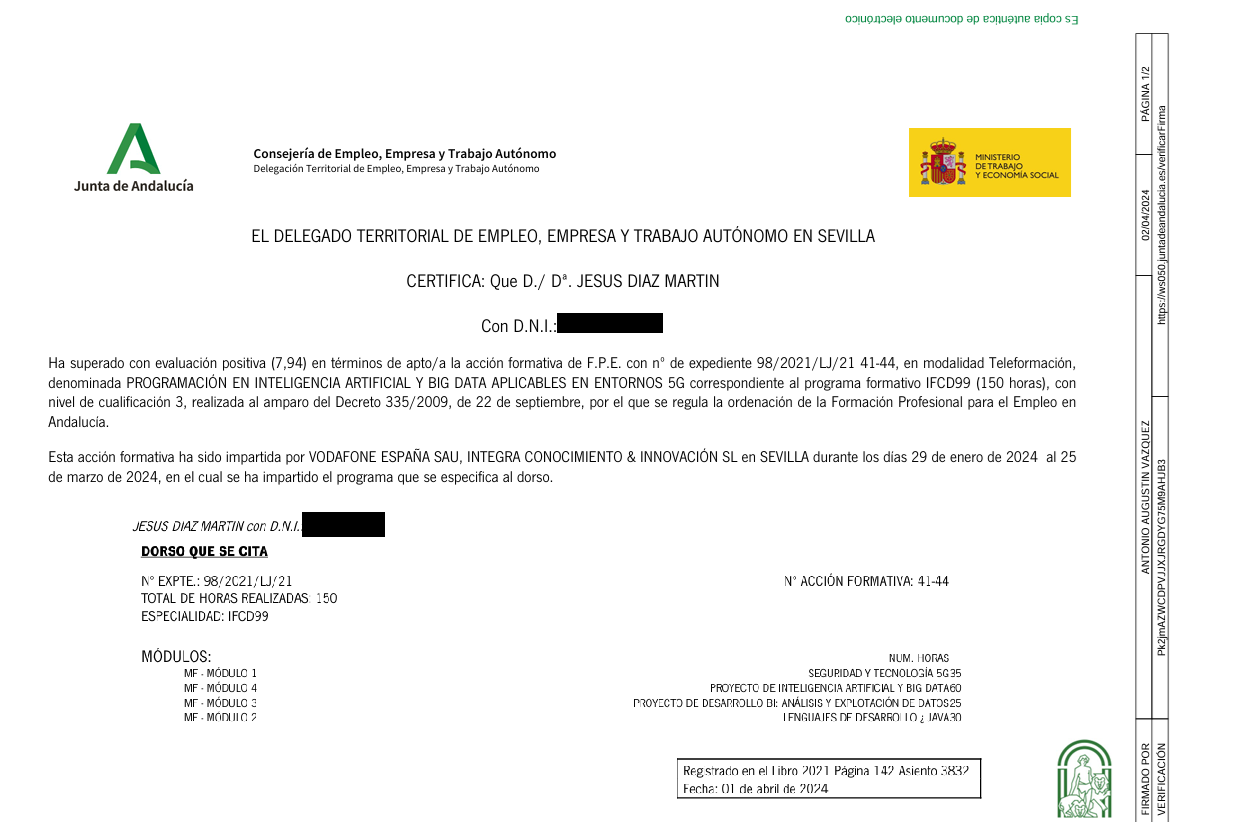 Es copia auténtica de documento electrónico
Junta de Andalucía
Consejería de Empleo, Empresa y Trabajo Autónomo
Delegación Territorial de Empleo, Empresa y Trabajo Autónomo
MINISTERIO
DE TRABAJO
Y ECONOMÍA SOCIAL
EL DELEGADO TERRITORIAL DE EMPLEO, EMPRESA Y TRABAJO AUTÓNOMO EN SEVILLA
CERTIFICA: Que D./ Dª. JESUS DIAZ MARTIN
Con D.N.I.:
Ha superado con evaluación positiva (7,94) en términos de apto/a la acción formativa de F.P.E. con nº de expediente 98/2021/LJ/21 41-44, en modalidad Teleformación,
denominada PROGRAMACIÓN EN INTELIGENCIA ARTIFICIAL Y BIG DATA APLICABLES EN ENTORNOS 5G correspondiente al programa formativo IFCD99 (150 horas), con
nivel de cualificación 3, realizada al amparo del Decreto 335/2009, de 22 de septiembre, por el que se regula la ordenación de la Formación Profesional para el Empleo en
Andalucía.
Esta acción formativa ha sido impartida por VODAFONE ESPAÑA SAU, INTEGRA CONOCIMIENTO & INNOVACIÓN SL en SEVILLA durante los días 29 de enero de 2024 al 25
de marzo de 2024, en el cual se ha impartido el programa que se especifica al dorso.
JESUS DIAZ MARTIN con D.N.I.:
DORSO QUE SE CITA
Nº EXPTE.: 98/2021/LJ/21 Nº ACCIÓN FORMATIVA: 41-44
TOTAL DE HORAS REALIZADAS: 150
ESPECIALIDAD: IFCD99
MÓDULOS: NUM. HORAS
MF - MÓDULO 1 SEGURIDAD Y TECNOLOGÍA 5G35
MF - MÓDULO 4 PROYECTO DE INTELIGENCIA ARTIFICIAL Y BIG DATA60
MF - MÓDULO 3 PROYECTO DE DESARROLLO BI: ANÁLISIS Y EXPLOTACIÓN DE DATOS25
MF - MÓDULO 2 LENGUAJES DE DESARROLLO ¿ JAVA30
Registrado en el Libro 2021 Página 142 Asiento 3832
Fecha: 01 de abril de 2024
FIRMADO POR ANTONIO AUGUSTIN VAZQUEZ 02/04/2024 PÁGINA 1/2
VERIFICACIÓN Pk2jmAZWCDPVJJXJRGDYG75M9AHJB3 https://ws050.juntadeandalucia.es/verificarFirma